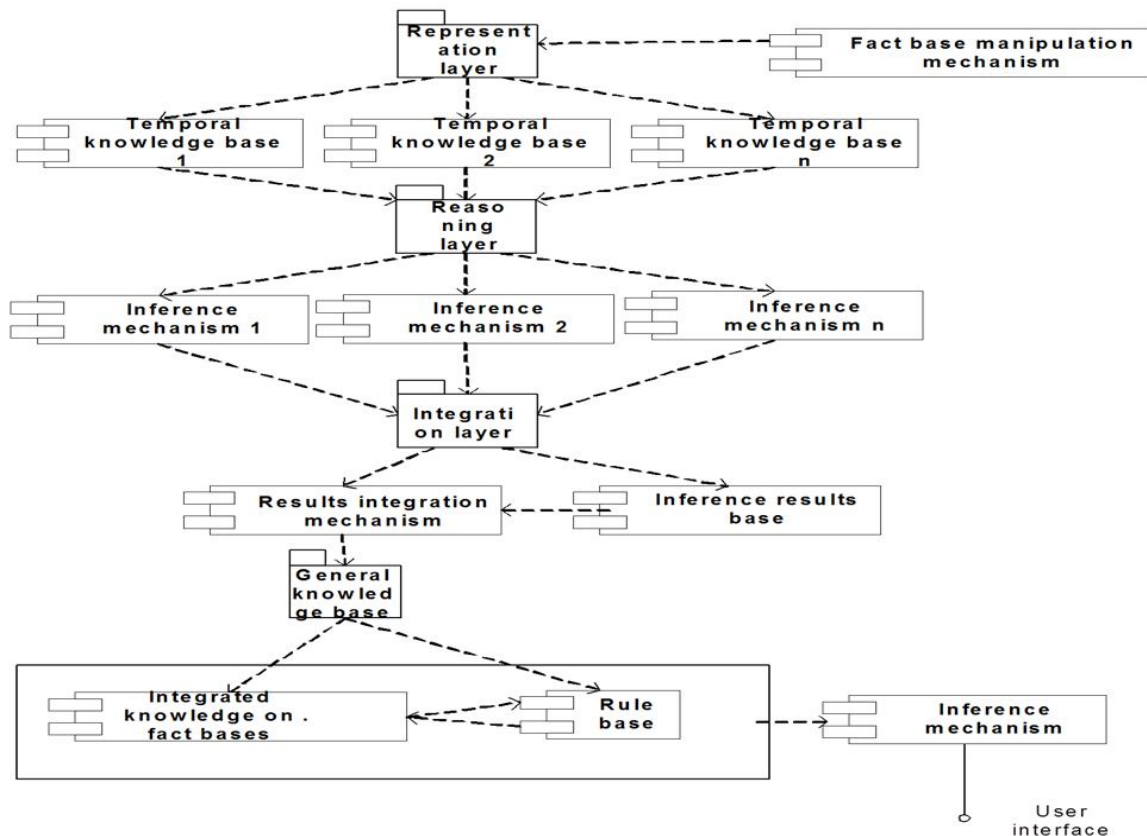 Represent
ation
layer
Fact base manipulation
mechanism
Temporal
knowledge base
1
Temporal
knowledge base
2
Temporal
knowledge base
n
Reaso
ning
layer
Inference
mechanism 1
Inference
mechanism 2
Inference
mechanism n
Integrati
on layer
Results integration
mechanism
Inference results
base
General
knowled
ge base
Integrated
knowledge on .
fact bases
Rule
base
Inference
mechanism
User
interface